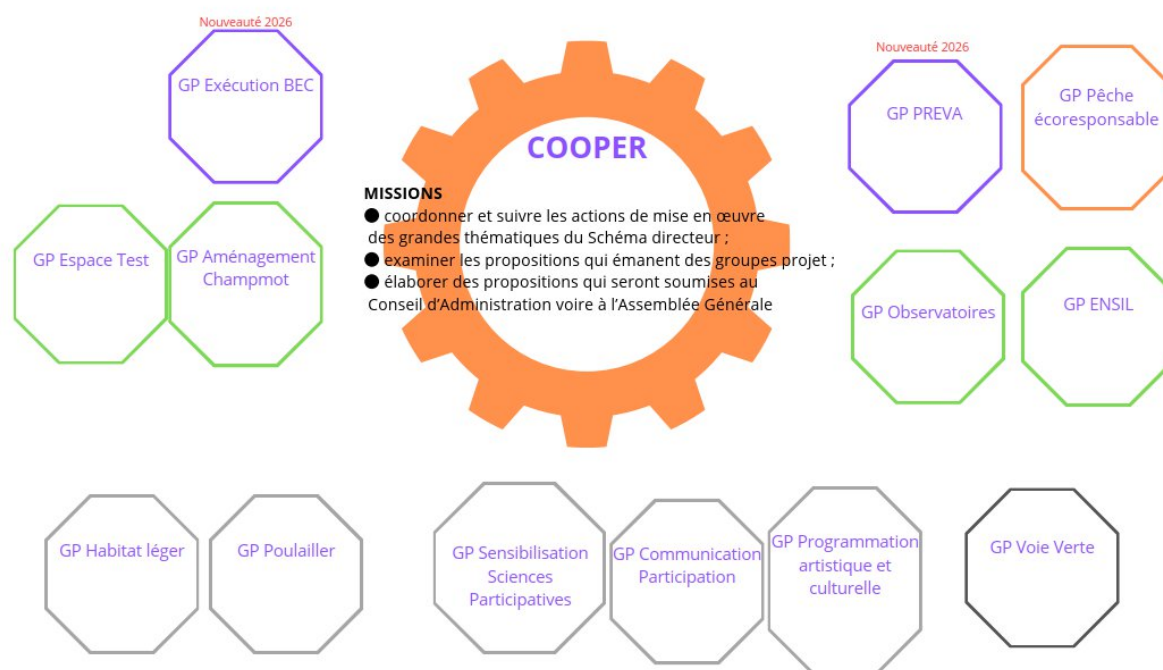 Nouveauté 2026
GP Exécution BEC
GP Espace Test
GP Aménagement
Champmot
COOPER
MISSIONS
● coordonner et suivre les actions de mise en œuvre
des grandes thématiques du Schéma directeur ;
● examiner les propositions qui émanent des groupes projet ;
● élaborer des propositions qui seront soumises au
Conseil d’Administration voire à l’Assemblée Générale
Nouveauté 2026
GP PREVA
GP Pêche
écoresponsable
GP Observatoires
GP ENSIL
GP Habitat léger
GP Poulailler
GP Sensibilisation
Sciences
Participatives
GP Communication
Participation
GP Programmation
artistique et
culturelle
GP Voie Verte